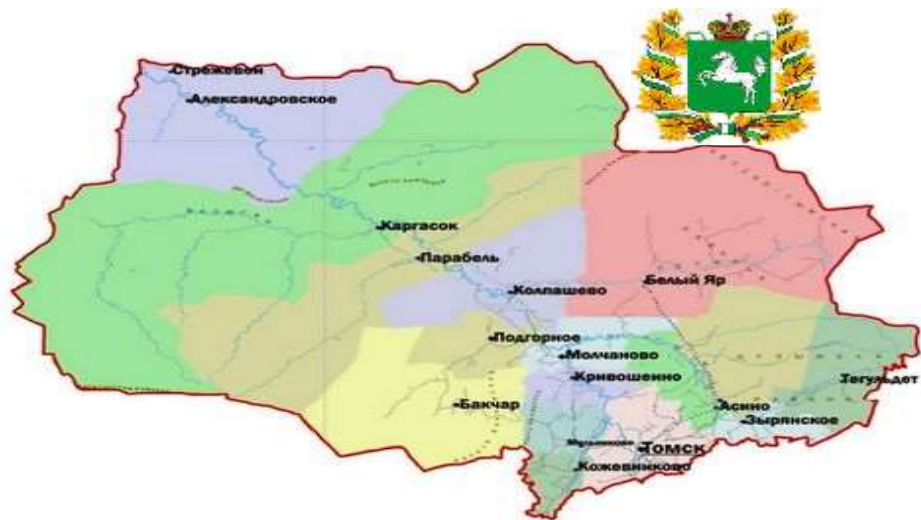 Стрежевой
Александровское
Каргасок
Парабель
Колпашево
Белый Яр
Подгорное
Молчаново
Кривошеино
Тегульдет
Бакчар
Асино
Зырянское
Томск
Кожевниково